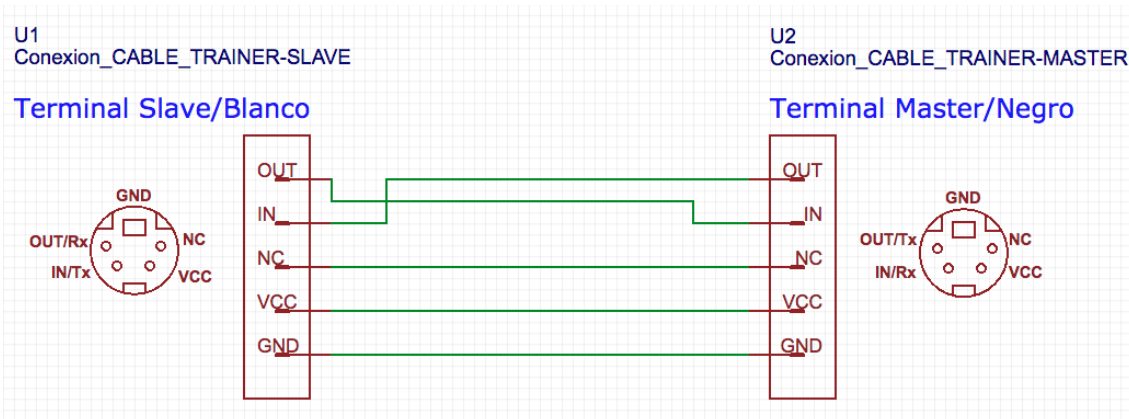 U1
Conexion_CABLE_TRAINER-SLAVE
Terminal Slave/Blanco
GND
OUT/Rx
NC
IN/Tx
VCC
OUT
IN
NC
VCC
GND
U2
Conexion_CABLE_TRAINER-MASTER
Terminal Master/Negro
OUT
IN
NC
VCC
GND
GND
OUT/Tx
NC
IN/Rx
VCC